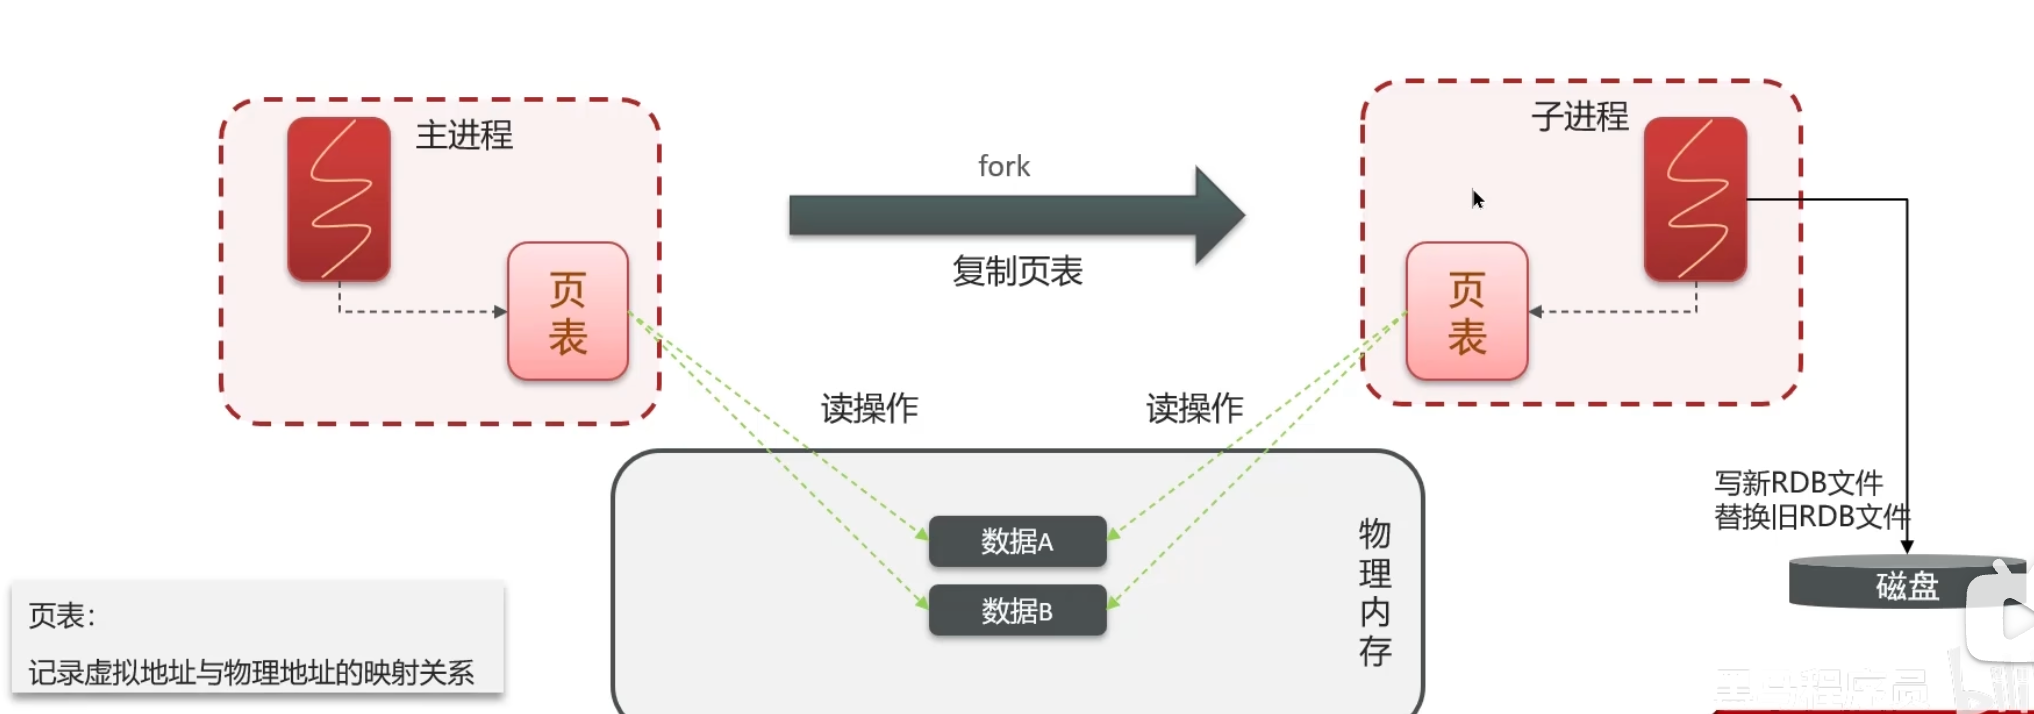 主进程
页表
fork
复制页表
子进程
页表
读操作
读操作
数据A
数据B
物理内存
写新RDB文件
替换旧RDB文件
磁盘
页表：
记录虚拟地址与物理地址的映射关系